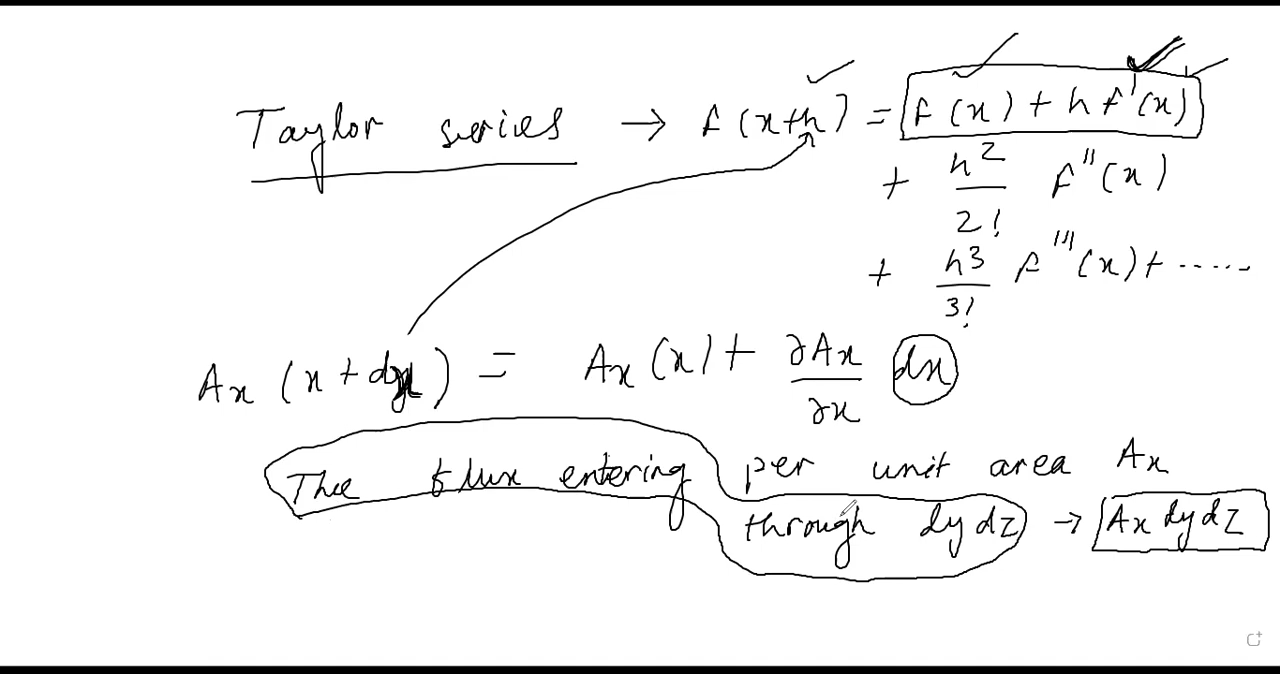 Taylor series → f(x+h) = f(x) + h f'(x)
+ h²/2! f''(x)
+ h³/3! f'''(x) + .....
Ax (x + dx) = Ax (x) + ∂Ax/∂x dx
The flux entering per unit area Ax
through dydz → Ax dydz